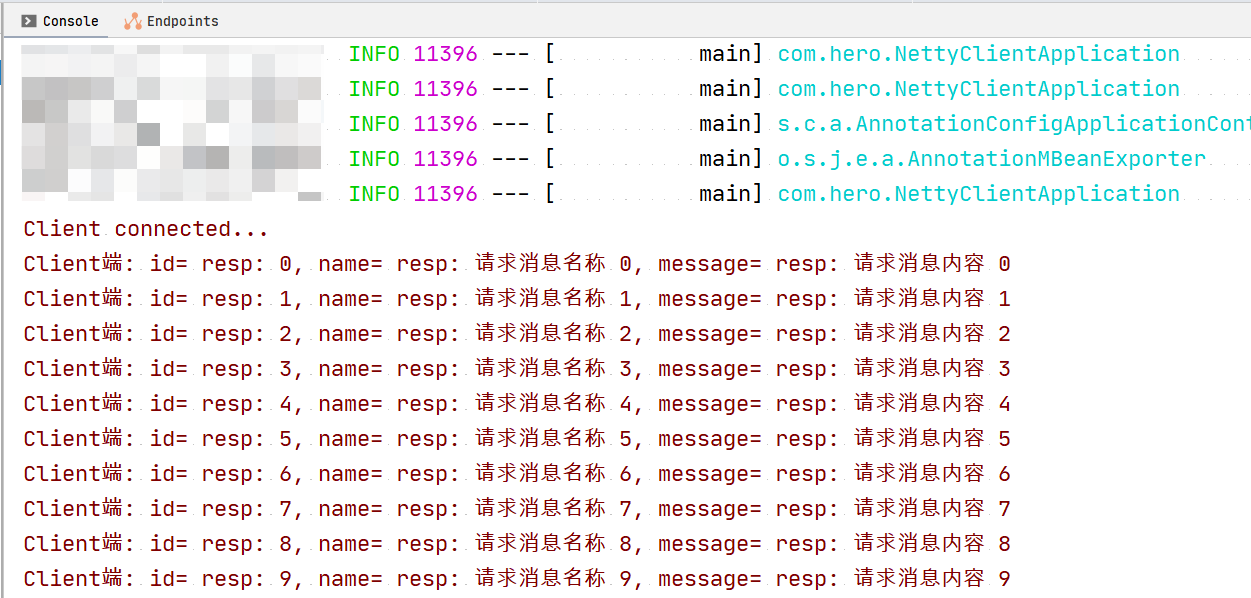 Console Endpoints
INFO 11396 --- [ main] com.hero.NettyClientApplication
INFO 11396 --- [ main] com.hero.NettyClientApplication
INFO 11396 --- [ main] s.c.a.AnnotationConfigApplicationCont
INFO 11396 --- [ main] o.s.j.e.a.AnnotationMBeanExporter
INFO 11396 --- [ main] com.hero.NettyClientApplication
Client connected...
Client端: id= resp: 0, name= resp: 请求消息名称 0, message= resp: 请求消息内容 0
Client端: id= resp: 1, name= resp: 请求消息名称 1, message= resp: 请求消息内容 1
Client端: id= resp: 2, name= resp: 请求消息名称 2, message= resp: 请求消息内容 2
Client端: id= resp: 3, name= resp: 请求消息名称 3, message= resp: 请求消息内容 3
Client端: id= resp: 4, name= resp: 请求消息名称 4, message= resp: 请求消息内容 4
Client端: id= resp: 5, name= resp: 请求消息名称 5, message= resp: 请求消息内容 5
Client端: id= resp: 6, name= resp: 请求消息名称 6, message= resp: 请求消息内容 6
Client端: id= resp: 7, name= resp: 请求消息名称 7, message= resp: 请求消息内容 7
Client端: id= resp: 8, name= resp: 请求消息名称 8, message= resp: 请求消息内容 8
Client端: id= resp: 9, name= resp: 请求消息名称 9, message= resp: 请求消息内容 9